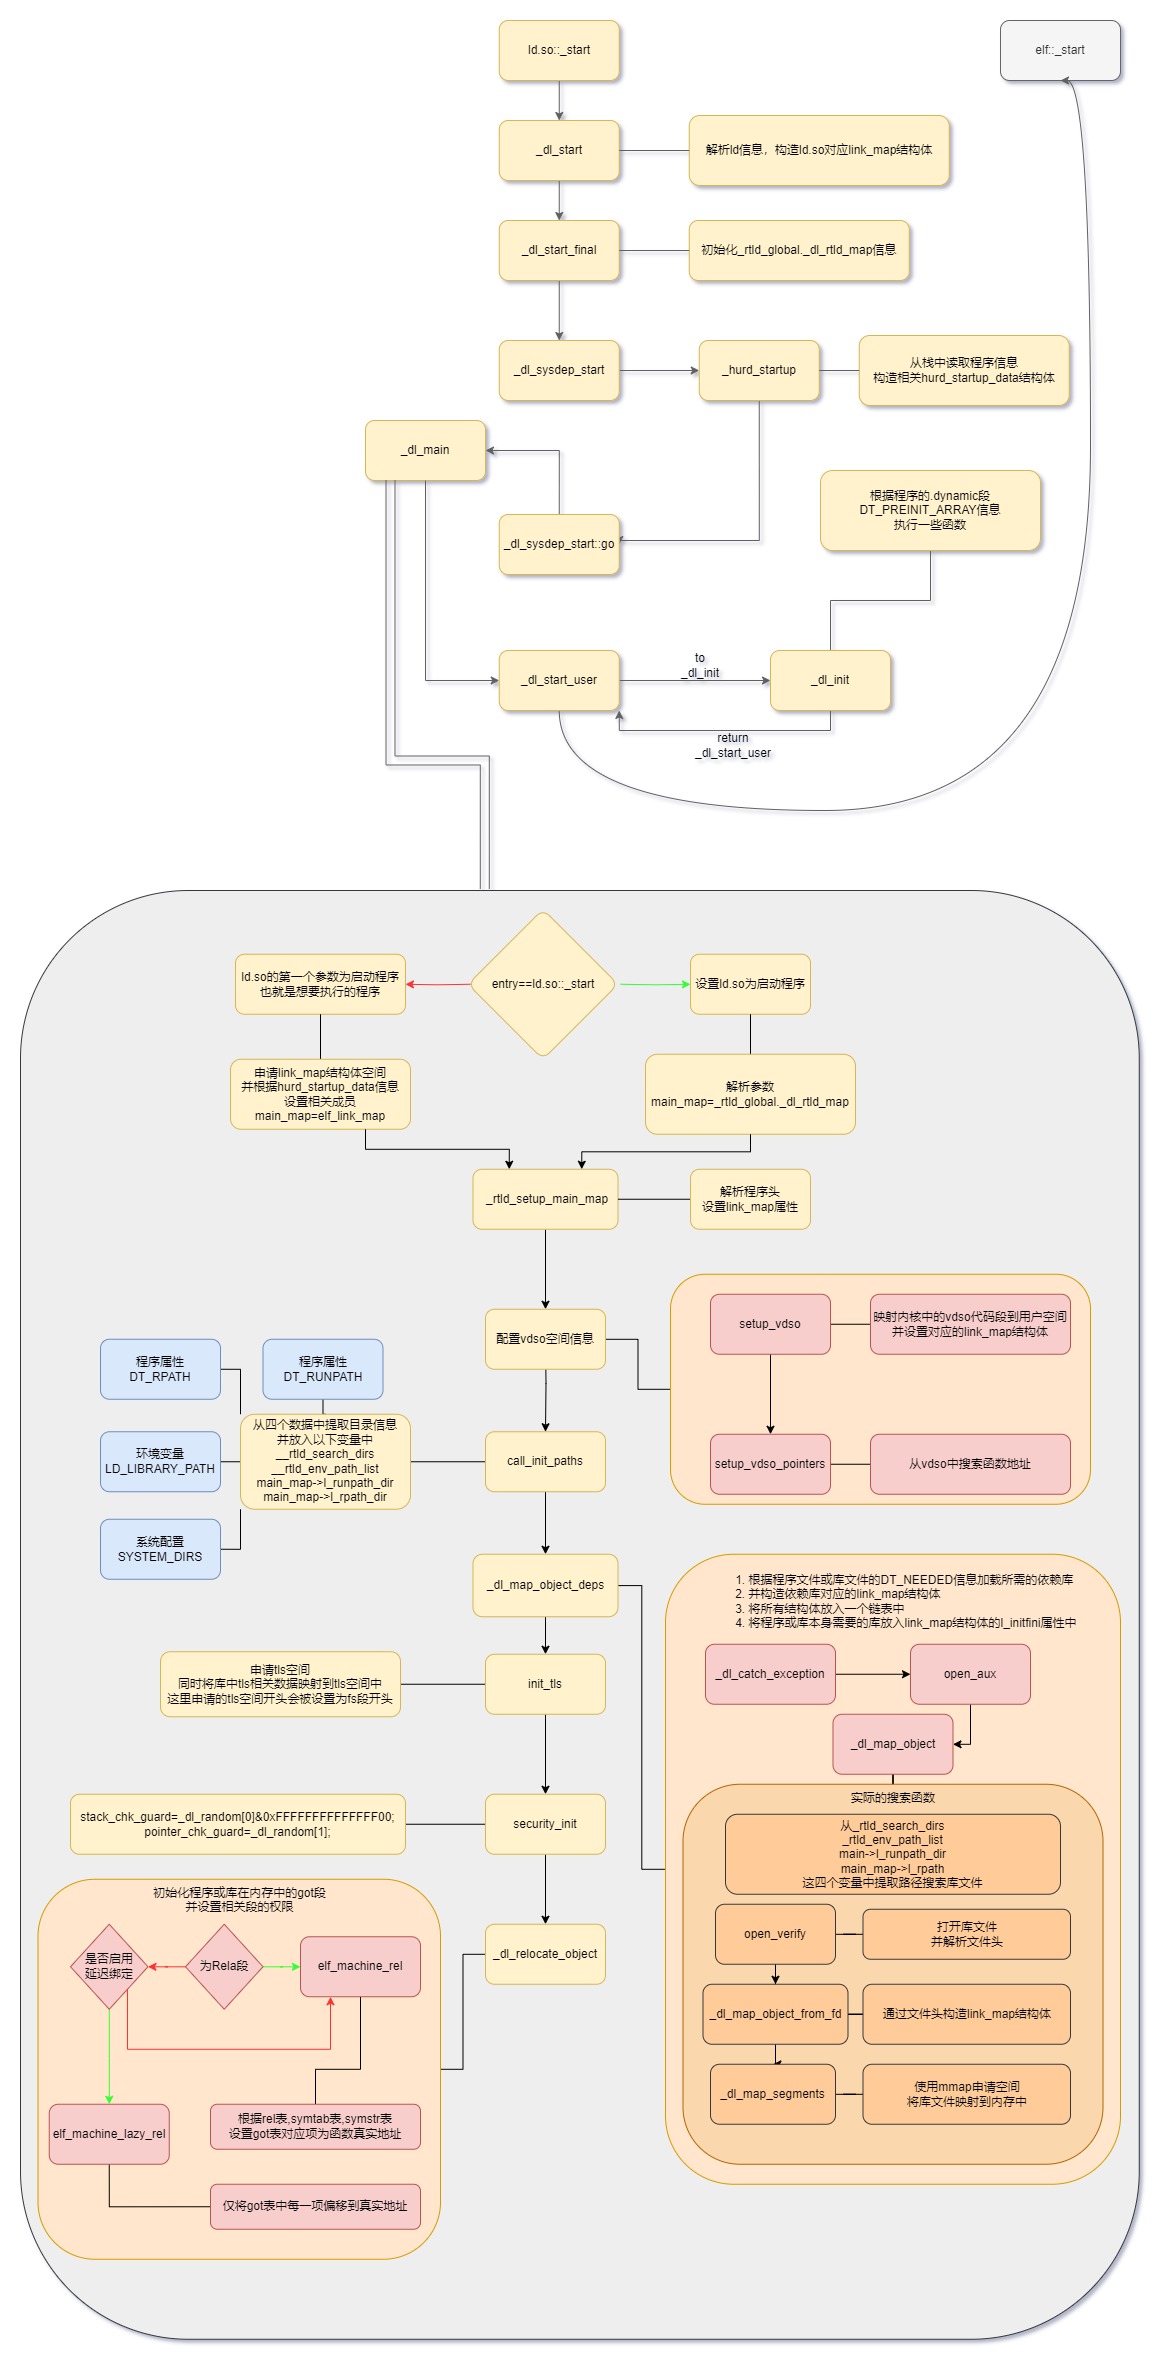 ld.so::_start
elf::_start
_dl_start
解析ld信息，构造ld.so对应link_map结构体
_dl_start_final
初始化_rtld_global._dl_rtld_map信息
_dl_sysdep_start
_hurd_startup
从栈中读取程序信息
构造相关hurd_startup_data结构体
_dl_main
根据程序的.dynamic段
DT_PREINIT_ARRAY信息
执行一些函数
_dl_sysdep_start::go
_dl_start_user
to
_dl_init
_dl_init
return
_dl_start_user
entry==ld.so::_start
ld.so的第一个参数为启动程序
也就是想要执行的程序
设置ld.so为启动程序
申请link_map结构体空间
并根据hurd_startup_data信息
设置相关成员
main_map=elf_link_map
解析参数
main_map=_rtld_global._dl_rtld_map
_rtld_setup_main_map
解析程序头
设置link_map属性
配置vdso空间信息
setup_vdso
映射内核中的vdso代码段到用户空间
并设置对应的link_map结构体
setup_vdso_pointers
从vdso中搜索函数地址
程序属性
DT_RPATH
程序属性
DT_RUNPATH
环境变量
LD_LIBRARY_PATH
从四个数据中提取目录信息
并放入以下变量中
__rtld_search_dirs
__rtld_env_path_list
main_map->l_runpath_dir
main_map->l_rpath_dir
call_init_paths
系统配置
SYSTEM_DIRS
_dl_map_object_deps
1. 根据程序文件或库文件的DT_NEEDED信息加载所需的依赖库
2. 并构造依赖库对应的link_map结构体
3. 将所有结构体放入一个链表中
4. 将程序或库本身需要的库放入link_map结构体的l_initfini属性中
_dl_catch_exception
open_aux
_dl_map_object
申请tls空间
同时将库中tls相关数据映射到tls空间中
这里申请的tls空间开头会被设置为fs段开头
init_tls
实际的搜索函数
从_rtld_search_dirs
_rtld_env_path_list
main->l_runpath_dir
main_map->l_rpath
这四个变量中提取路径搜索库文件
stack_chk_guard=_dl_random[0]&0xFFFFFFFFFFFFFF00;
pointer_chk_guard=_dl_random[1];
security_init
open_verify
打开库文件
并解析文件头
_dl_map_object_from_fd
通过文件头构造link_map结构体
_dl_map_segments
使用mmap申请空间
将库文件映射到内存中
_dl_relocate_object
初始化程序或库在内存中的got段
并设置相关段的权限
是否启用
延迟绑定
为Rela段
elf_machine_rel
elf_machine_lazy_rel
根据rel表,symtab表,symstr表
设置got表对应项为函数真实地址
仅将got表中每一项偏移到真实地址